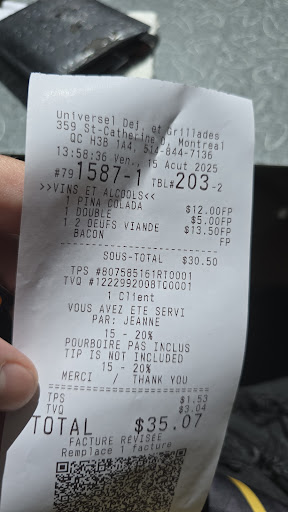 Universel Dej. et Grillades
359 St-Catherine O, Montreal
QC H3B 1A4, 514-844-7136
13:58:36 Ven., 15 Aout 2025
#79 1587-1 TBL#203-2
>>VINS ET ALCOOLS<<
1 PINA COLADA $12.00FP
1 DOUBLE $5.00FP
1 2 OEUFS VIANDE $13.50FP
BACON FP
SOUS-TOTAL $30.50
TPS #807585161RT0001
TVQ #1222992008TQ0001
1 Client
VOUS AVEZ ETE SERVI
PAR: JEANNE
15 - 20%
POURBOIRE PAS INCLUS
TIP IS NOT INCLUDED
15 - 20%
MERCI / THANK YOU
TPS $1.53
TVQ $3.04
TOTAL $35.07
FACTURE RÉVISÉE
Remplace 1 facture